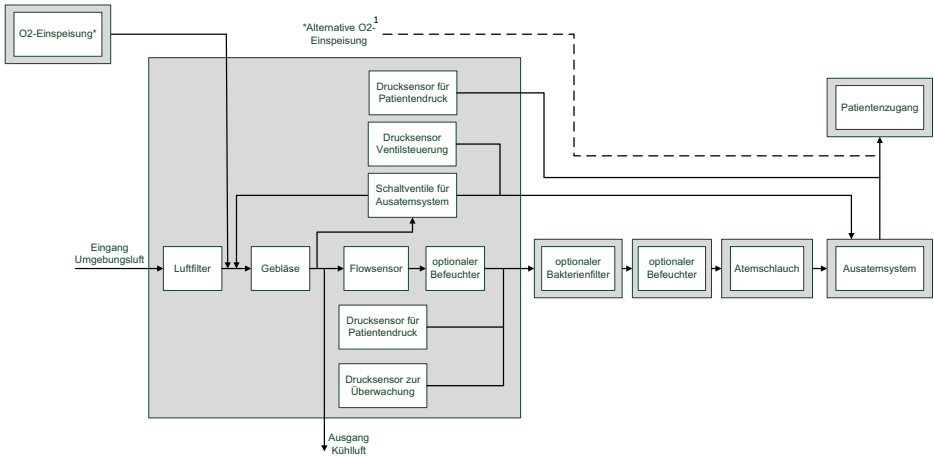 O2-Einspeisung*
*Alternative O2-1
Einspeisung
Drucksensor für
Patientendruck
Patientenzugang
Drucksensor
Ventilsteuerung
Schaltventile für
Ausatemsystem
Eingang
Umgebungsluft
Luftfilter
Gebläse
Flowsensor
optionaler
Befeuchter
optionaler
Bakterienfilter
optionaler
Befeuchter
Atemschlauch
Ausatemsystem
Drucksensor für
Patientendruck
Drucksensor zur
Überwachung
Ausgang
Kühlluft